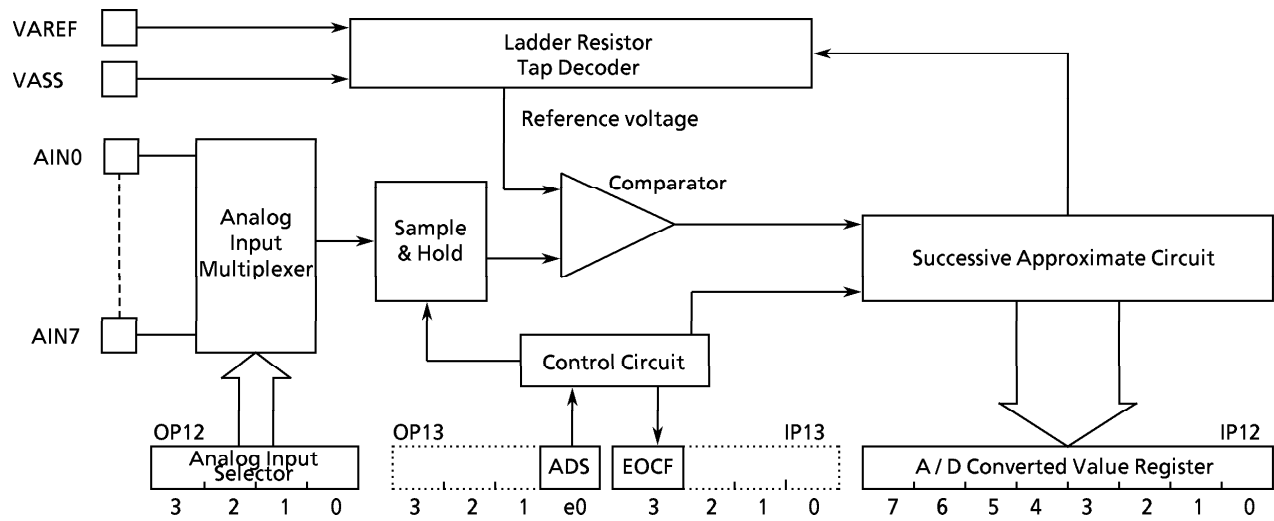 VAREF
Ladder Resistor
Tap Decoder
VASS
Reference voltage
AIN0
Comparator
Analog
Input
Multiplexer
Sample
& Hold
Successive Approximate Circuit
AIN7
Control Circuit
OP12
OP13
IP13
IP12
Analog Input
Selector
ADS
EOCF
A / D Converted Value Register
3 2 1 0
3 2 1 e0
3 2 1 0
7 6 5 4 3 2 1 0